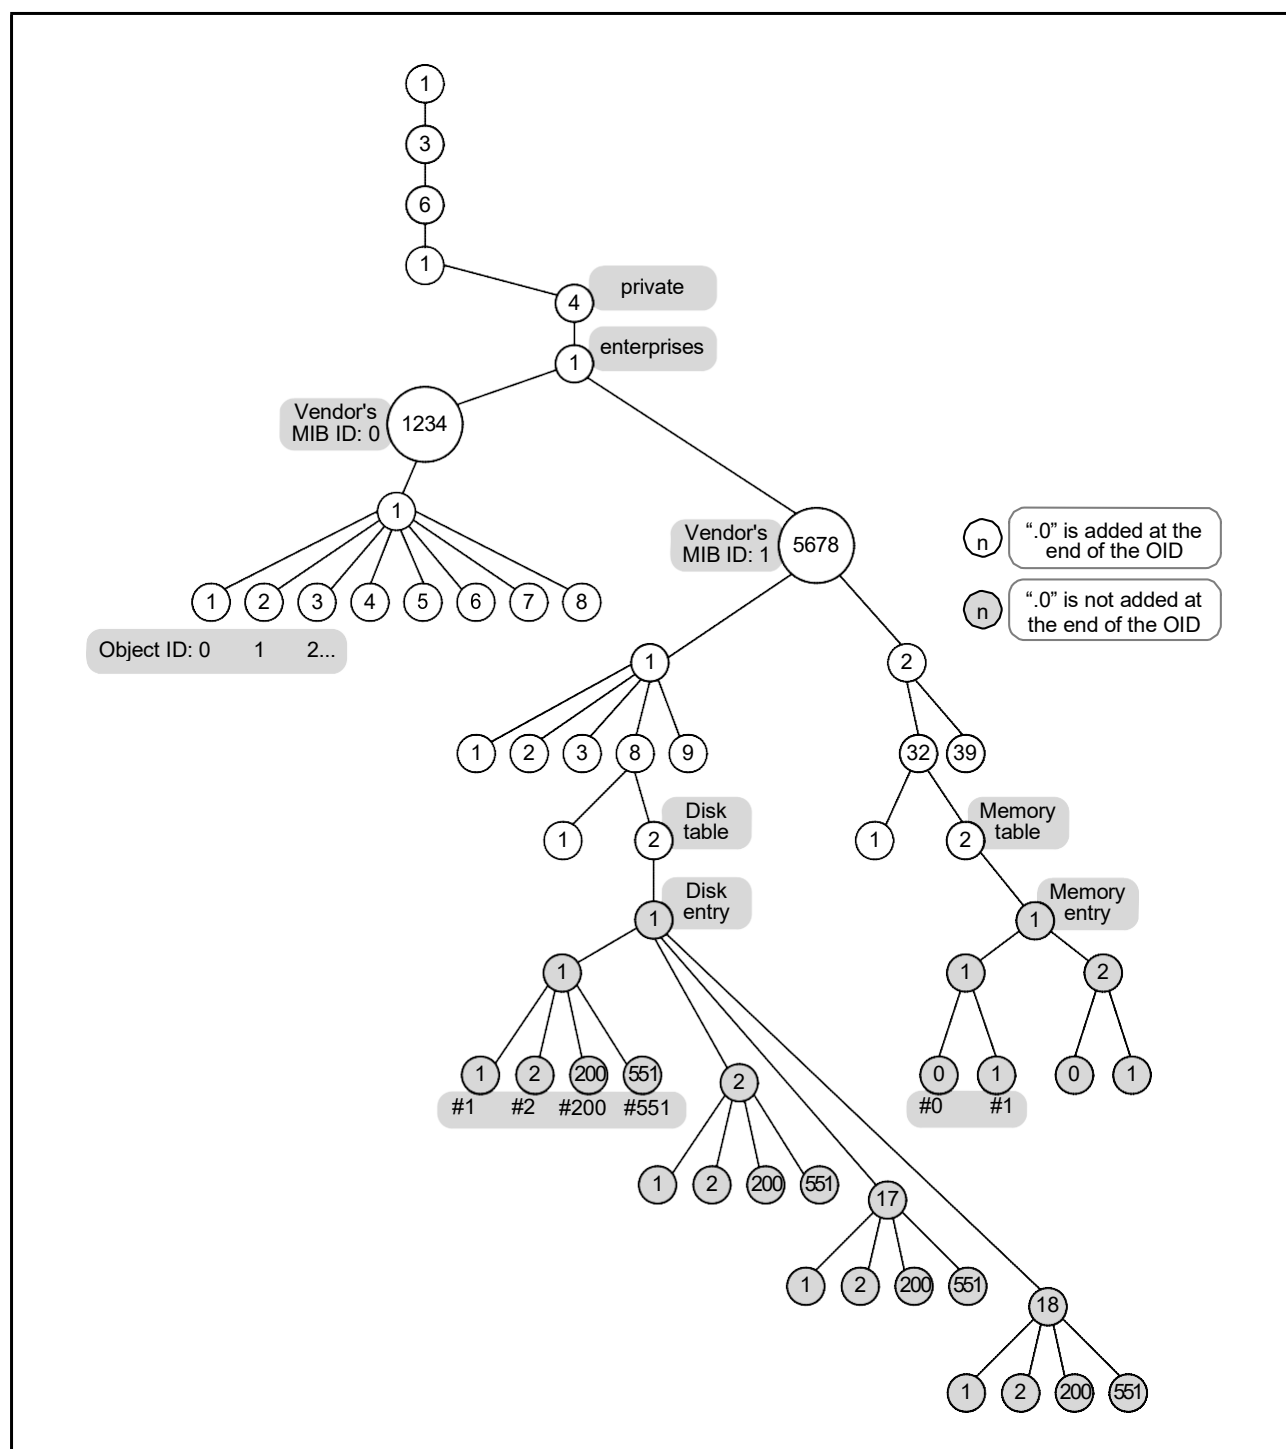 1
3
6
1
private
4
enterprises
1
Vendor's
MIB ID: 0
1234
1
Vendor's
MIB ID: 1
5678
n
“.0” is added at the
end of the OID
n
“.0” is not added at
the end of the OID
1 2 3 4 5 6 7 8
Object ID: 0 1 2...
1 2
1 2 3 8 9 32 39
Disk
table
Memory
table
1 2 1 2
Disk
entry
Memory
entry
1 1
1 1 2
1 2 200 551 0 1 0 1
#1 #2 #200 #551 #0 #1
2
1 2 200 551
17
1 2 200 551
18
1 2 200 551